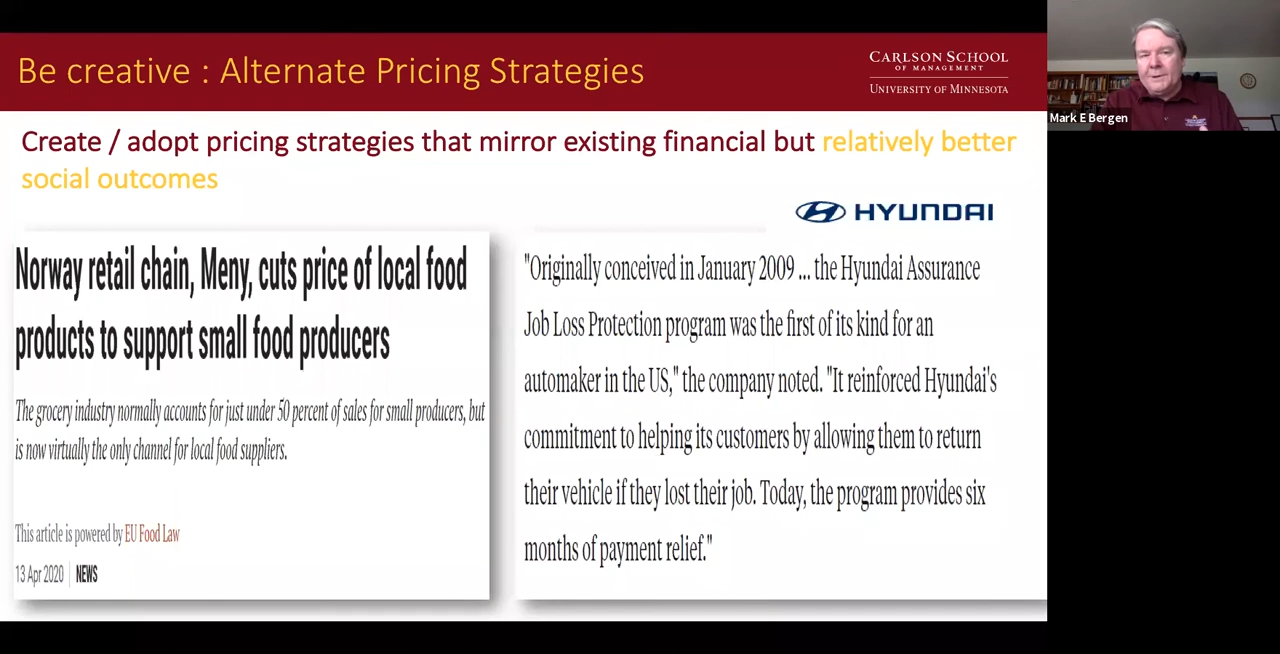 Be creative : Alternate Pricing Strategies
CARLSON SCHOOL
OF MANAGEMENT
UNIVERSITY OF MINNESOTA
Mark E Bergen
Create / adopt pricing strategies that mirror existing financial but relatively better
social outcomes
HYUNDAI
Norway retail chain, Meny, cuts price of local food
products to support small food producers
The grocery industry normally accounts for just under 50 percent of sales for small producers, but
is now virtually the only channel for local food suppliers.
This article is powered by EU Food Law
13 Apr 2020 | NEWS
"Originally conceived in January 2009 ... the Hyundai Assurance
Job Loss Protection program was the first of its kind for an
automaker in the US," the company noted. "It reinforced Hyundai's
commitment to helping its customers by allowing them to return
their vehicle if they lost their job. Today, the program provides six
months of payment relief."